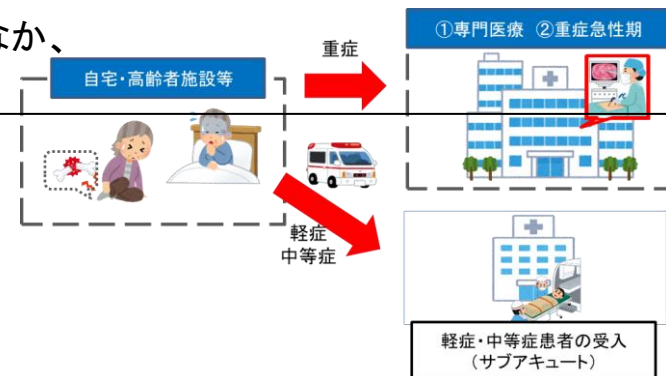 なか、
自宅・高齢者施設等
重症
①専門医療 ②重症急性期
軽症
中等症
軽症・中等症患者の受入
（サブアキュート）